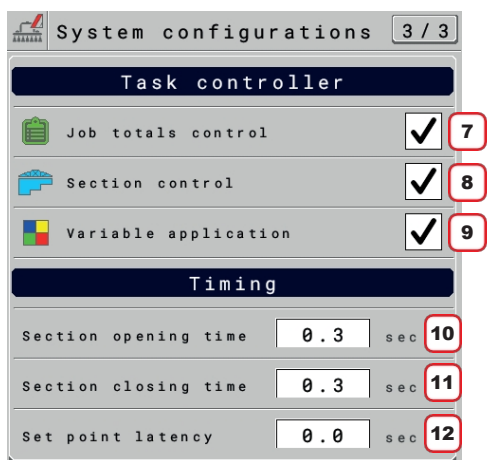 System configurations 3/3
Task controller
Job totals control 7
Section control 8
Variable application 9
Timing
Section opening time 0.3 sec 10
Section closing time 0.3 sec 11
Set point latency 0.0 sec 12